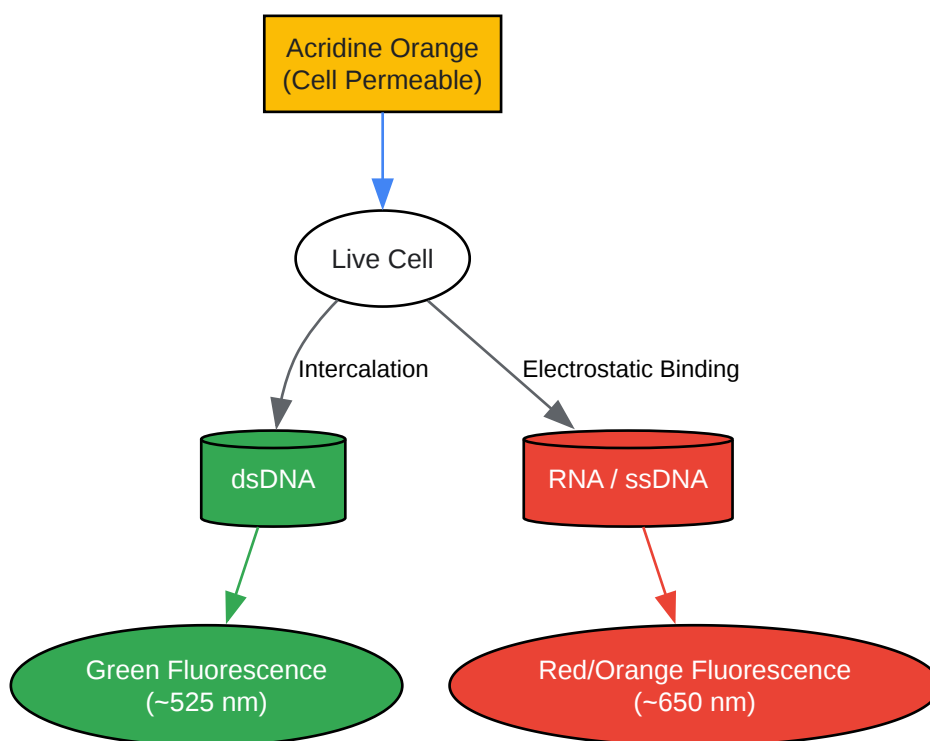 Acridine Orange
(Cell Permeable)
Live Cell
Intercalation
Electrostatic Binding
dsDNA
RNA / ssDNA
Green Fluorescence
(~525 nm)
Red/Orange Fluorescence
(~650 nm)